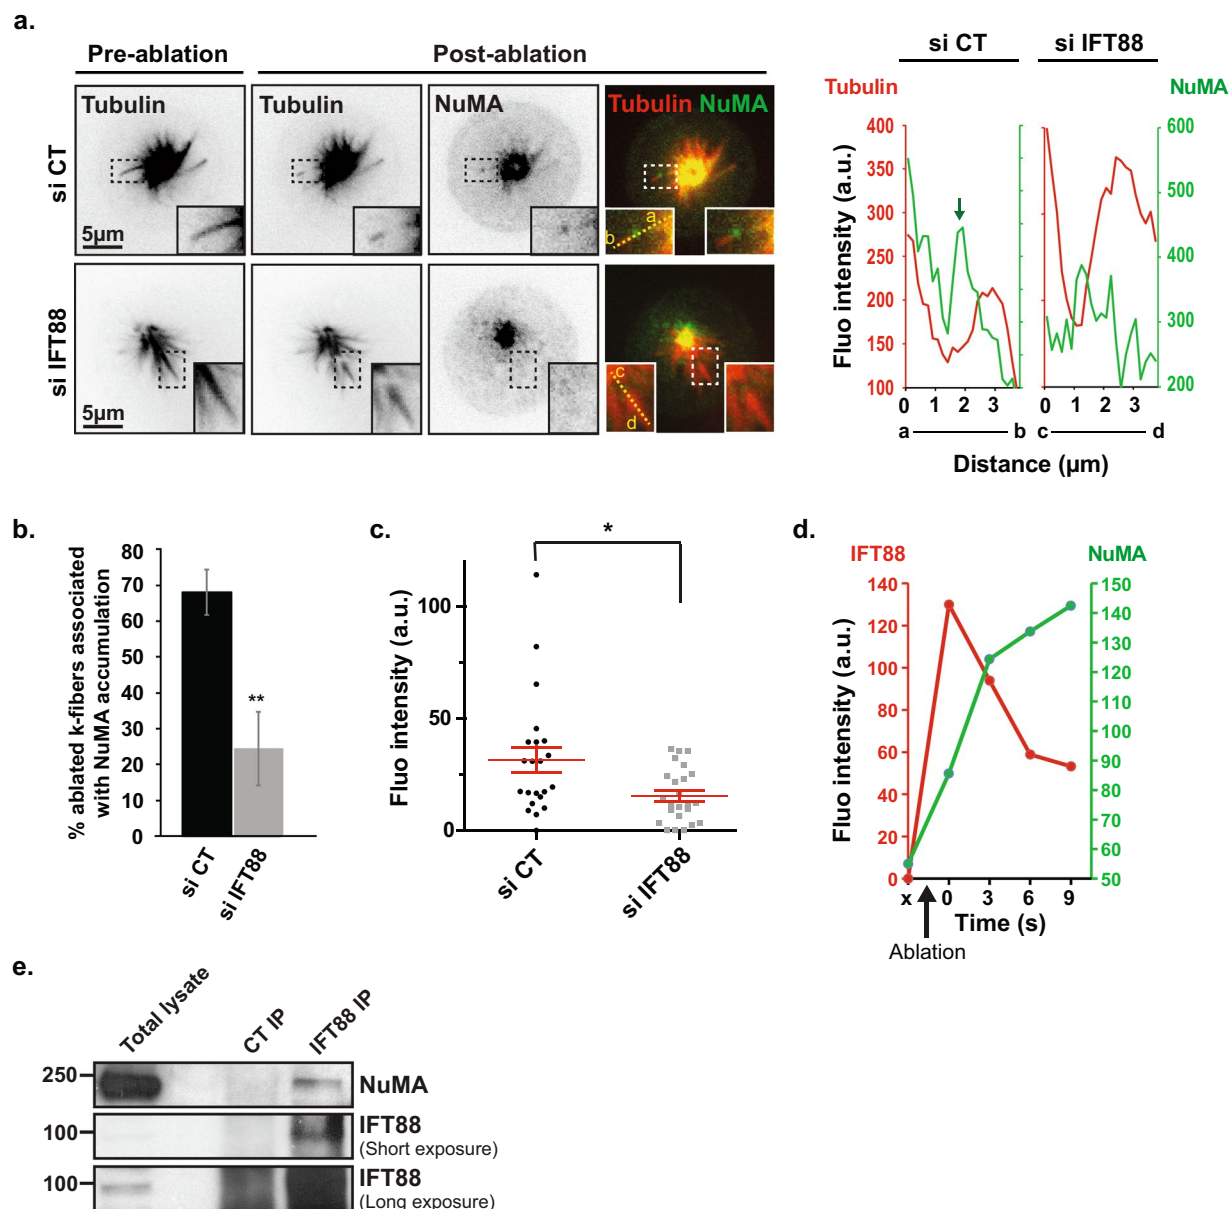 a.
Pre-ablation
Post-ablation
si CT
si IFT88
Tubulin
NuMA
Tubulin
Tubulin
NuMA
Tubulin NuMA
si CT
5µm
a
b
si IFT88
5µm
c
d
Fluo intensity (a.u.)
400
350
300
250
200
150
100
600
500
400
300
200
0 1 2 3
0 1 2 3
a b c d
Distance (µm)
b.
% ablated k-fibers associated
with NuMA accumulation
80
70
60
50
40
30
20
10
0
**
si CT
si IFT88
c.
*
Fluo intensity (a.u.)
100
50
0
si CT
si IFT88
d.
IFT88
NuMA
Fluo intensity (a.u.)
140
120
100
80
60
40
20
0
150
140
130
120
110
100
90
80
70
60
50
x 0 3 6 9
Time (s)
Ablation
e.
Total lysate
CT IP
IFT88 IP
250
NuMA
100
IFT88
(Short exposure)
100
IFT88
(Long exposure)